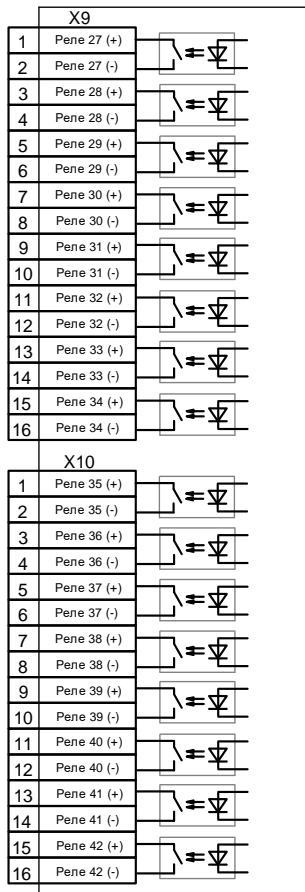 X9
1 Реле 27 (+)
2 Реле 27 (-)
3 Реле 28 (+)
4 Реле 28 (-)
5 Реле 29 (+)
6 Реле 29 (-)
7 Реле 30 (+)
8 Реле 30 (-)
9 Реле 31 (+)
10 Реле 31 (-)
11 Реле 32 (+)
12 Реле 32 (-)
13 Реле 33 (+)
14 Реле 33 (-)
15 Реле 34 (+)
16 Реле 34 (-)
X10
1 Реле 35 (+)
2 Реле 35 (-)
3 Реле 36 (+)
4 Реле 36 (-)
5 Реле 37 (+)
6 Реле 37 (-)
7 Реле 38 (+)
8 Реле 38 (-)
9 Реле 39 (+)
10 Реле 39 (-)
11 Реле 40 (+)
12 Реле 40 (-)
13 Реле 41 (+)
14 Реле 41 (-)
15 Реле 42 (+)
16 Реле 42 (-)